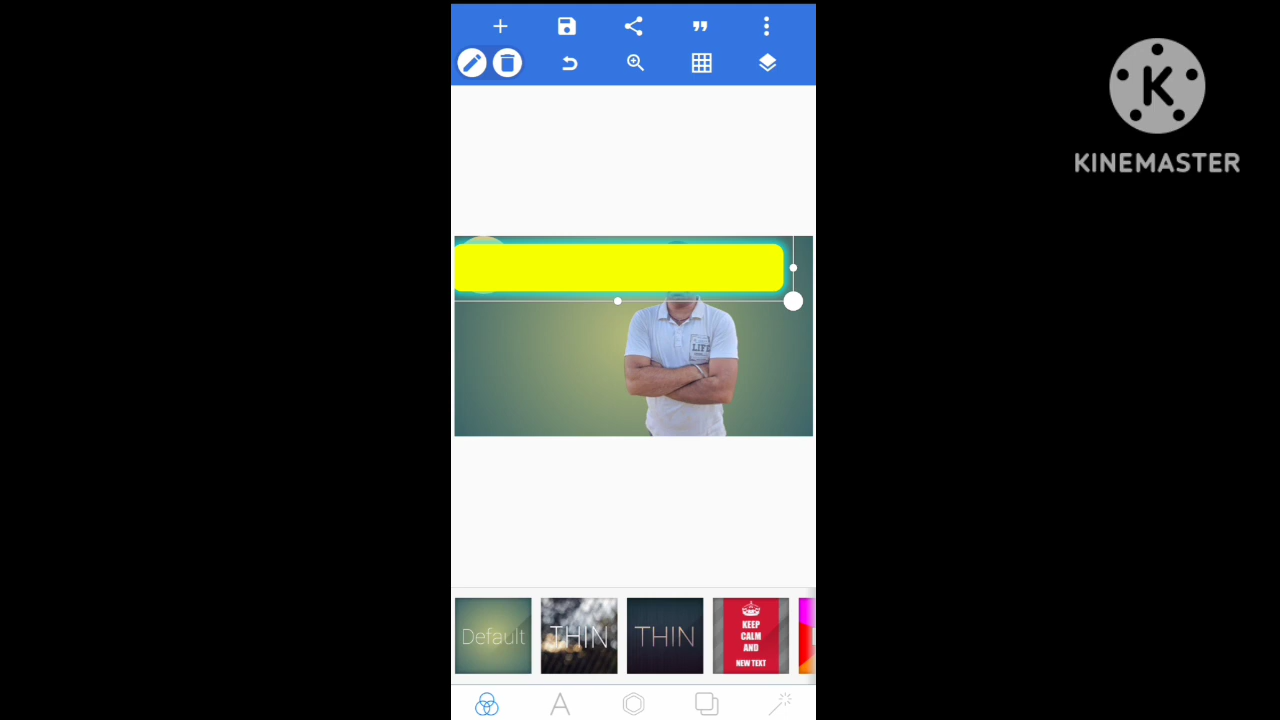 K
KINEMASTER
LIFE
Default
THIN
THIN
KEEP
CALM
AND
NEW TEXT